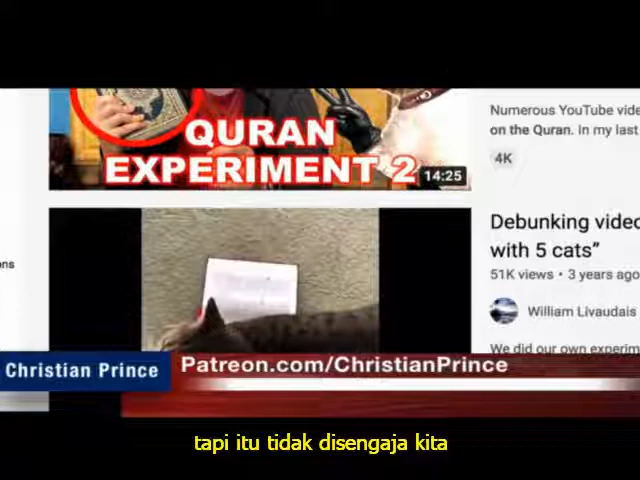 QURAN
EXPERIMENT 2
14:25
Numerous YouTube vide
on the Quran. In my last
4K
Debunking video
with 5 cats”
51K views • 3 years ago
ons
William Livaudais
We did our own experim
Christian Prince
Patreon.com/ChristianPrince
tapi itu tidak disengaja kita